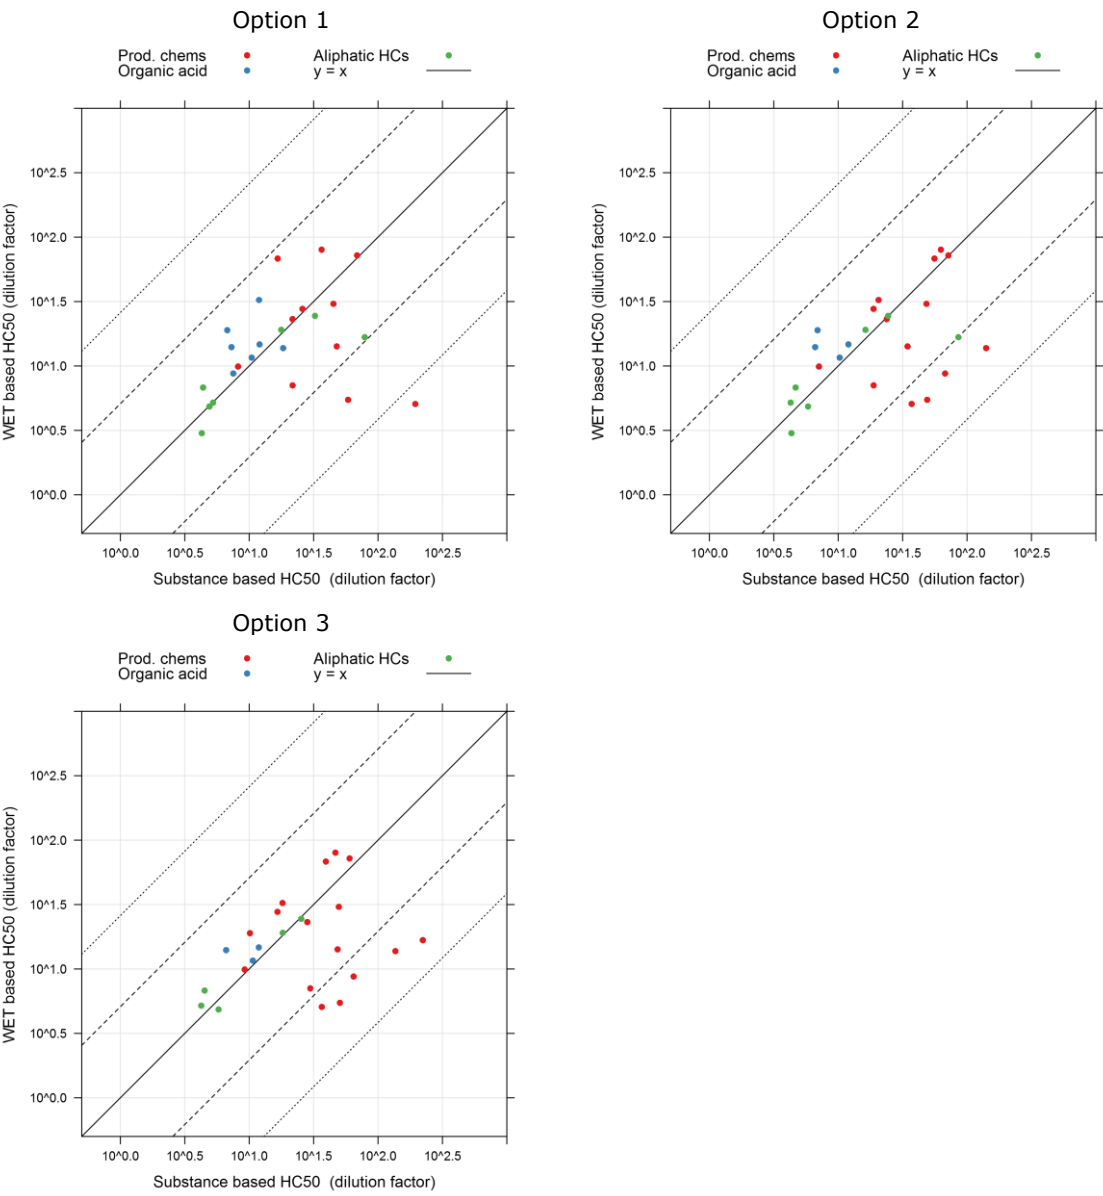 Option 1
Prod. chems Aliphatic HCs
Organic acid y = x
WET based HC50 (dilution factor)
10^2.5
10^2.0
10^1.5
10^1.0
10^0.5
10^0.0
10^0.0 10^0.5 10^1.0 10^1.5 10^2.0 10^2.5
Substance based HC50 (dilution factor)
Option 2
Prod. chems Aliphatic HCs
Organic acid y = x
WET based HC50 (dilution factor)
10^2.5
10^2.0
10^1.5
10^1.0
10^0.5
10^0.0
10^0.0 10^0.5 10^1.0 10^1.5 10^2.0 10^2.5
Substance based HC50 (dilution factor)
Option 3
Prod. chems Aliphatic HCs
Organic acid y = x
WET based HC50 (dilution factor)
10^2.5
10^2.0
10^1.5
10^1.0
10^0.5
10^0.0
10^0.0 10^0.5 10^1.0 10^1.5 10^2.0 10^2.5
Substance based HC50 (dilution factor)